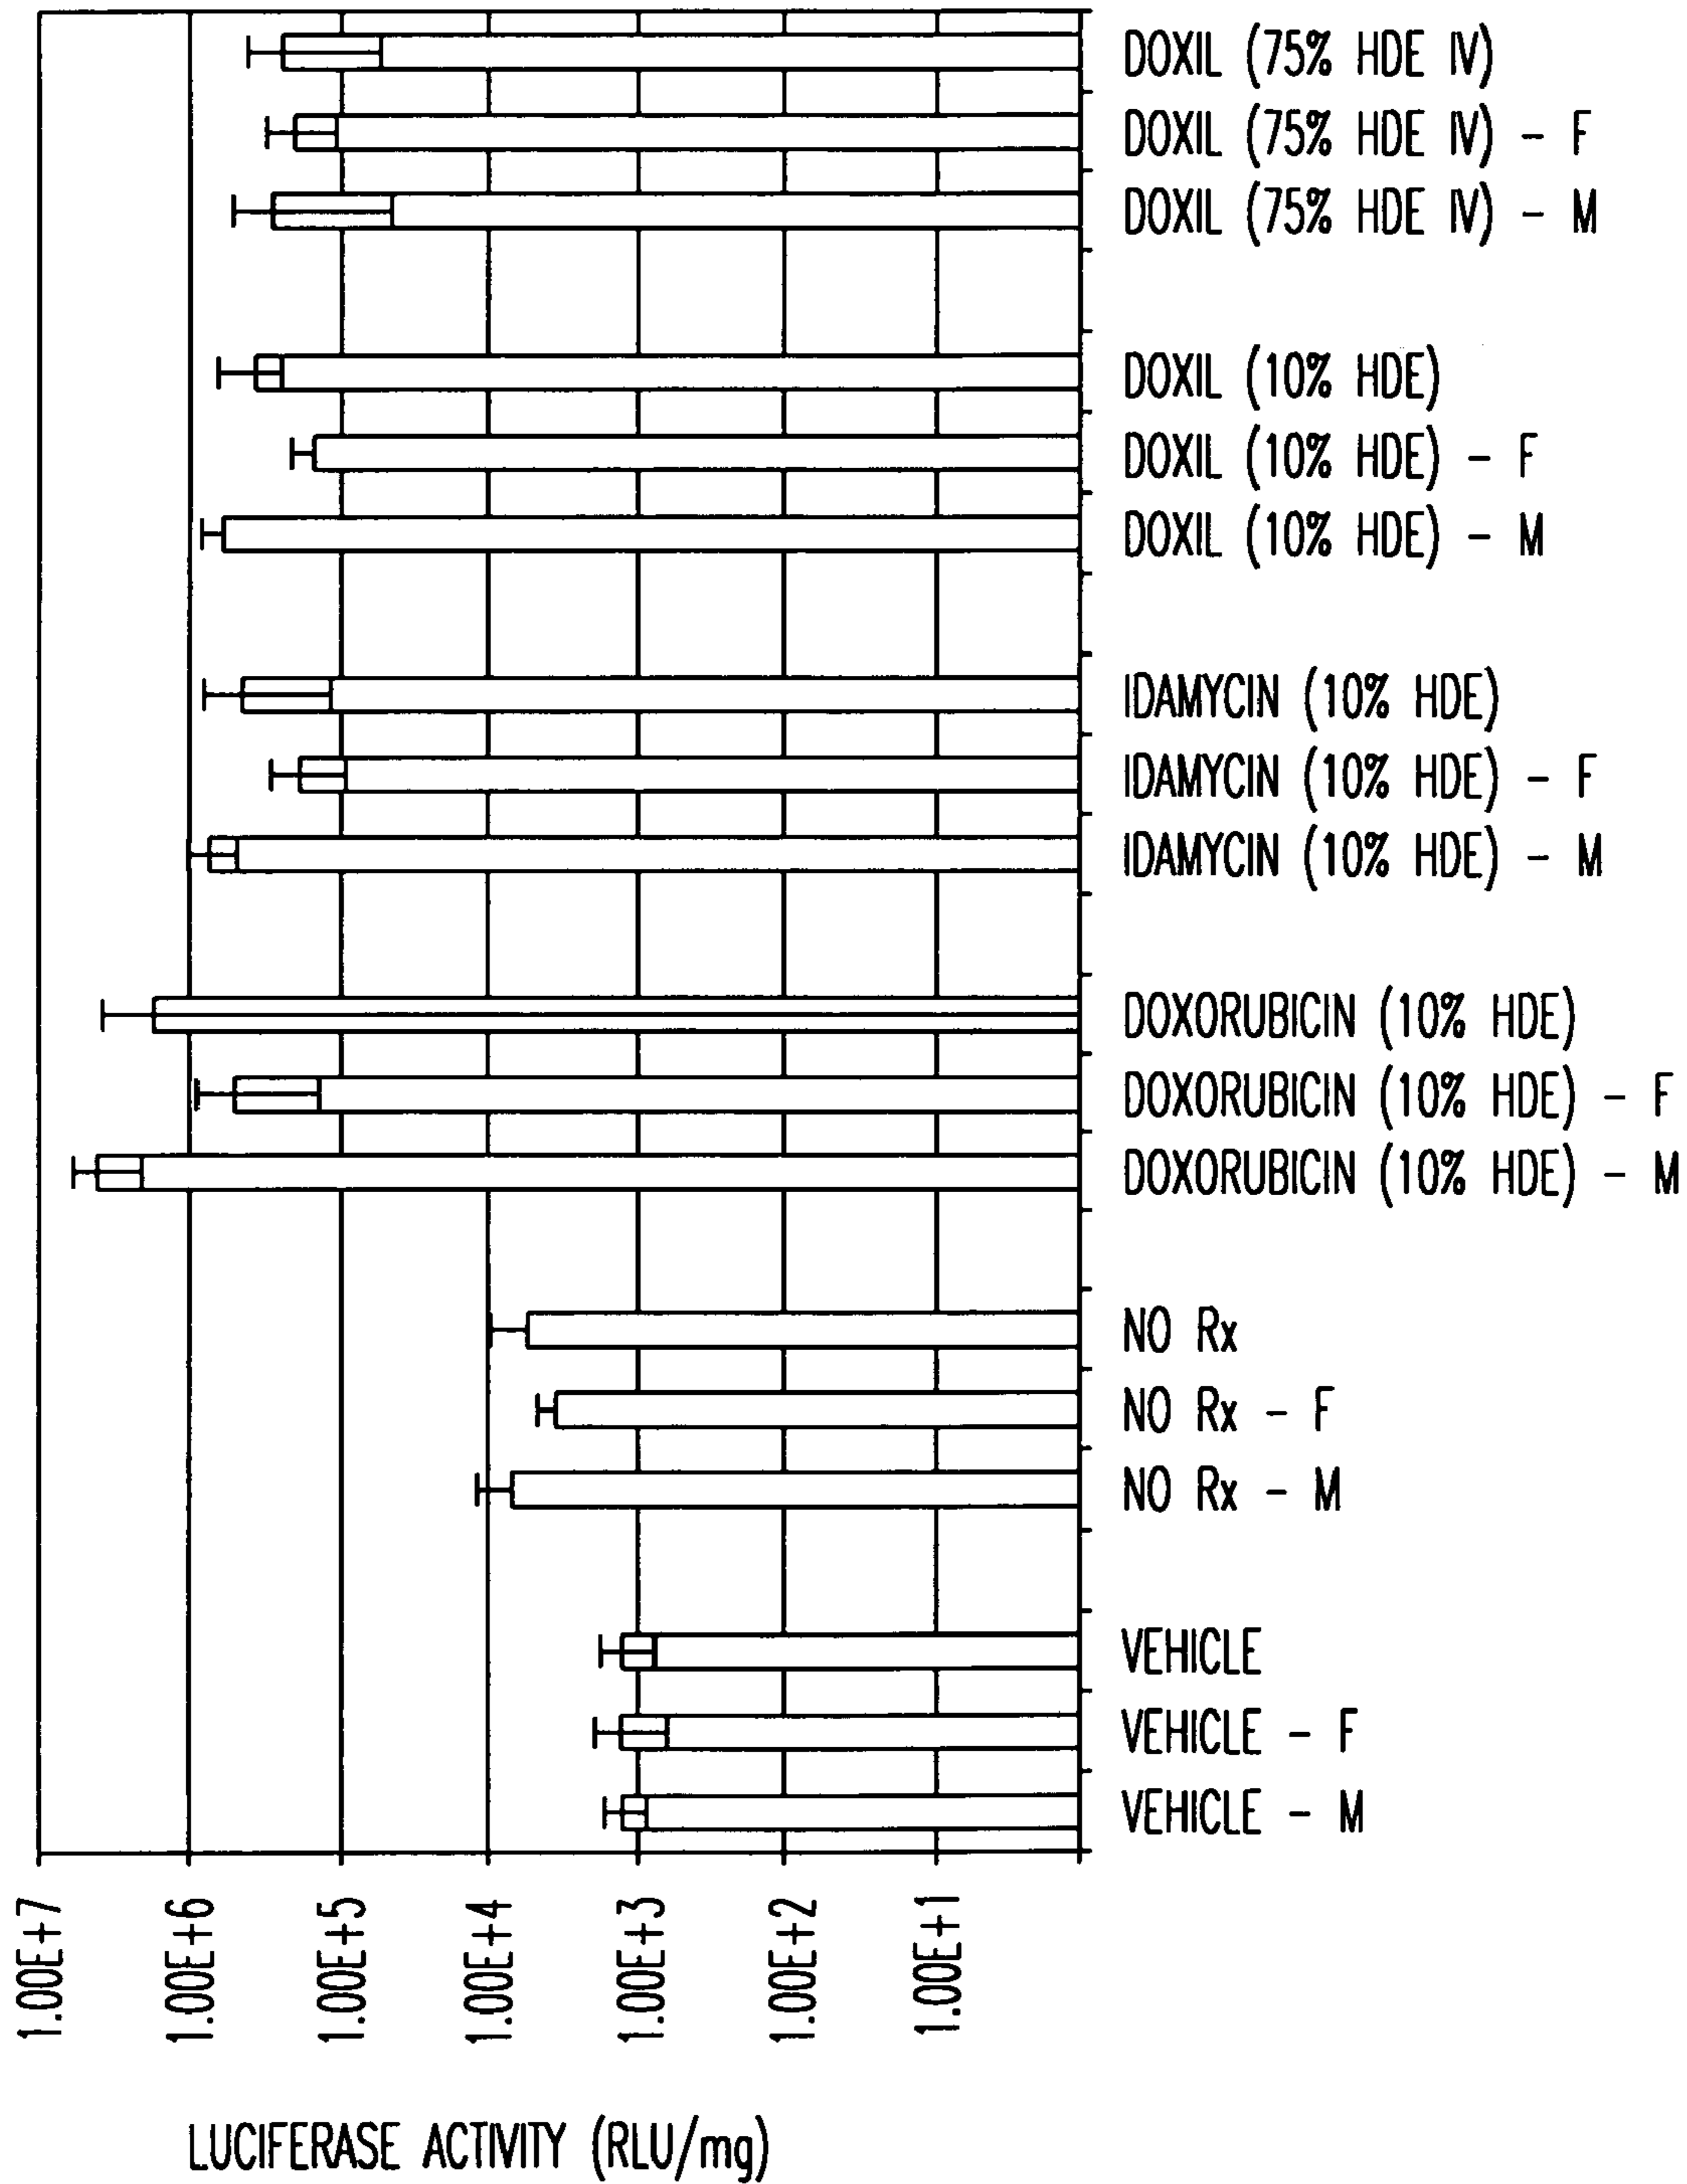 DOXIL (75% HDE IV)
DOXIL (75% HDE IV) - F
DOXIL (75% HDE IV) - M
DOXIL (10% HDE)
DOXIL (10% HDE) - F
DOXIL (10% HDE) - M
IDAMYCIN (10% HDE)
IDAMYCIN (10% HDE) - F
IDAMYCIN (10% HDE) - M
DOXORUBICIN (10% HDE)
DOXORUBICIN (10% HDE) - F
DOXORUBICIN (10% HDE) - M
NO Rx
NO Rx - F
NO Rx - M
VEHICLE
VEHICLE - F
VEHICLE - M
1.00E+7
1.00E+6
1.00E+5
1.00E+4
1.00E+3
1.00E+2
1.00E+1
LUCIFERASE ACTIVITY (RLU/mg)